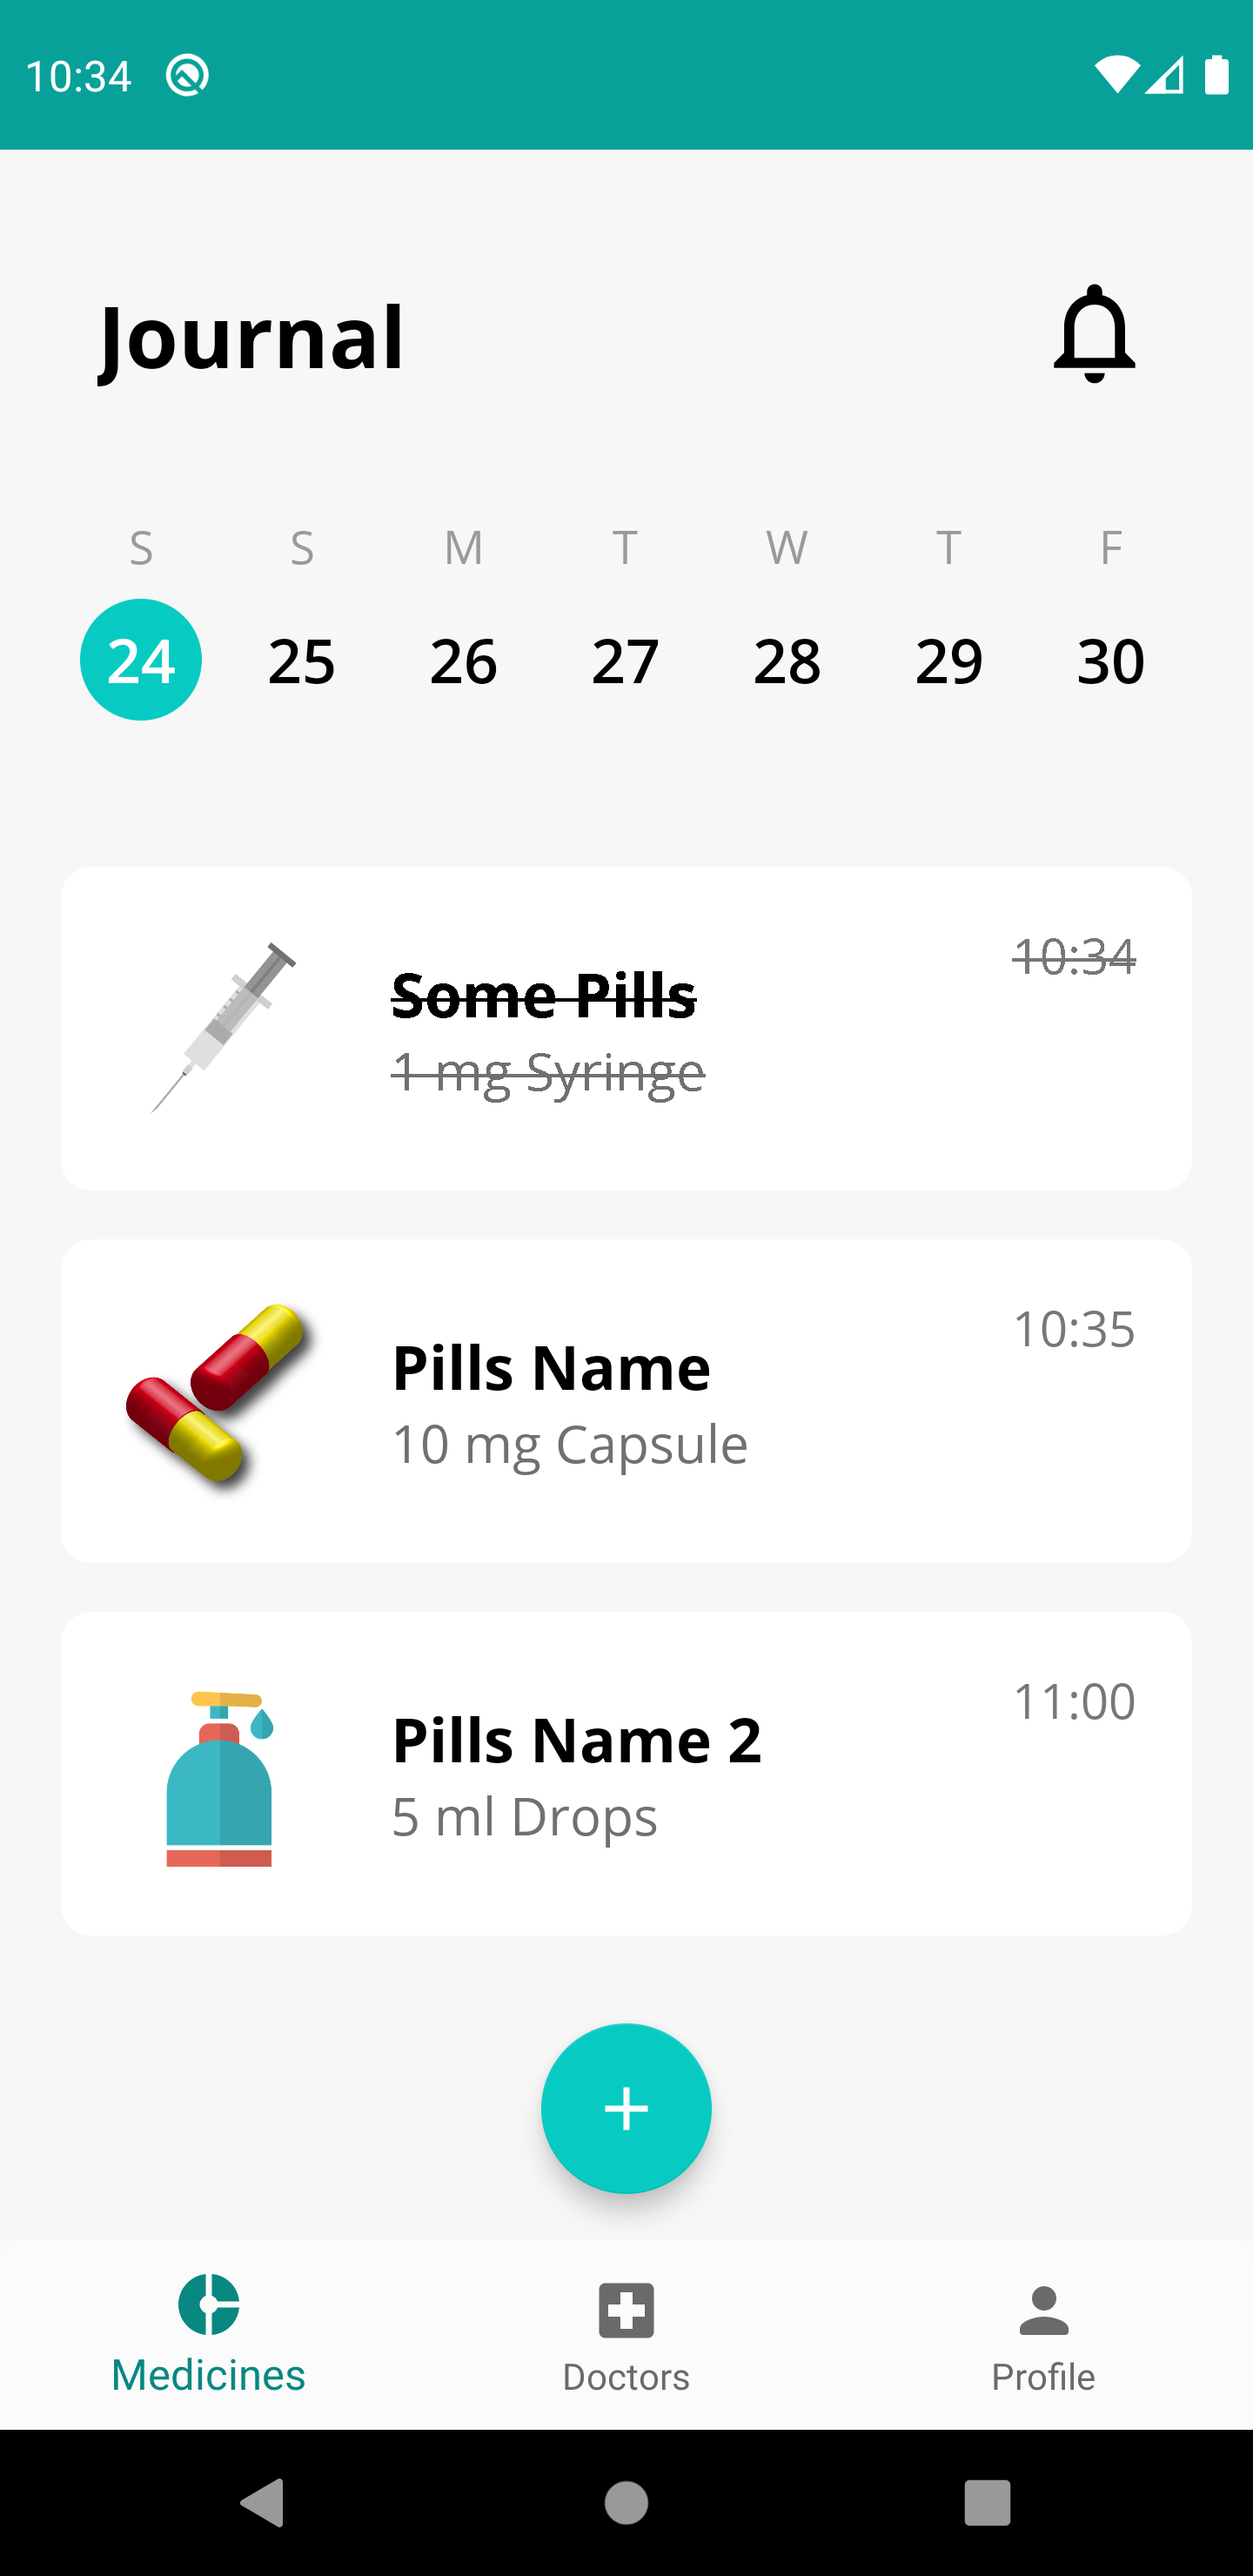 10:34
Journal
S S M T W T F
24 25 26 27 28 29 30
10:34
Some Pills
1 mg Syringe
10:35
Pills Name
10 mg Capsule
11:00
Pills Name 2
5 ml Drops
Medicines Doctors Profile